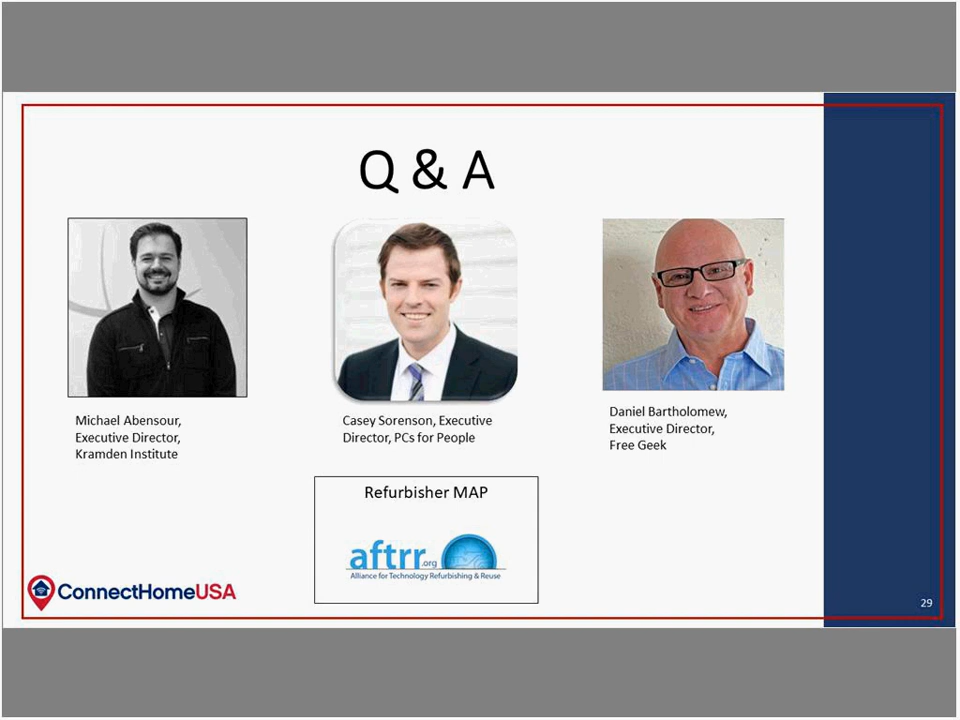 Q & A
Michael Abensour,
Executive Director,
Kramden Institute
Casey Sorenson, Executive
Director, PCs for People
Daniel Bartholomew,
Executive Director,
Free Geek
Refurbisher MAP
aftrr.org
Alliance for Technology Refurbishing & Reuse
ConnectHomeUSA
29